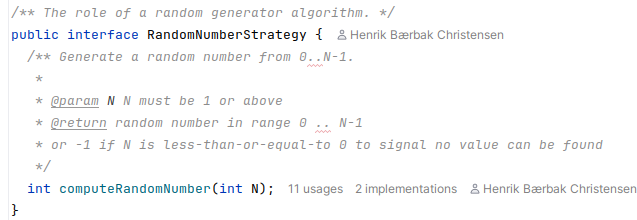 /** The role of a random generator algorithm. */
public interface RandomNumberStrategy { Henrik Bærbak Christensen
/** Generate a random number from 0..N-1.
*
* @param N N must be 1 or above
* @return random number in range 0 .. N-1
* or -1 if N is less-than-or-equal-to 0 to signal no value can be found
*/
int computeRandomNumber(int N); 11 usages 2 implementations Henrik Bærbak Christensen
}